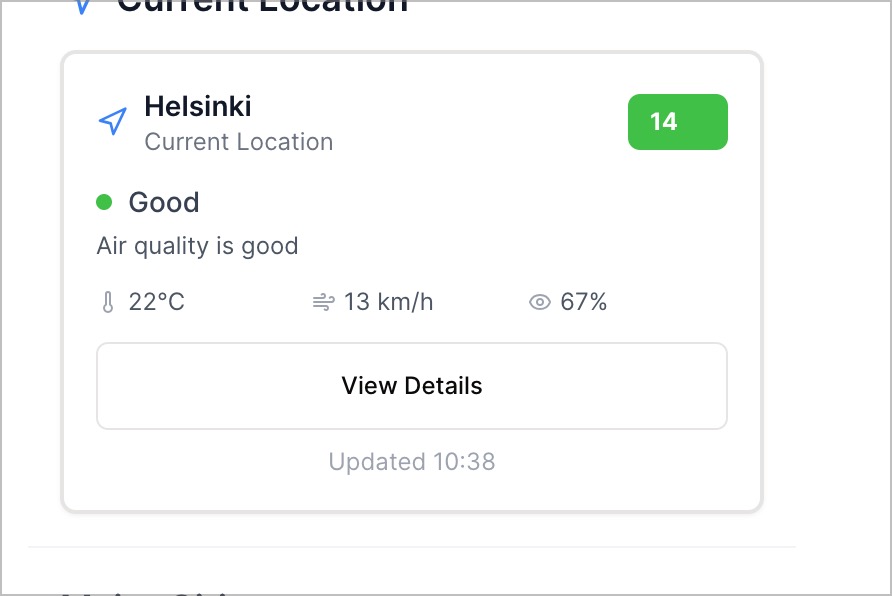 Current Location
Helsinki
14
Current Location
Good
Air quality is good
22°C
13 km/h
67%
View Details
Updated 10:38